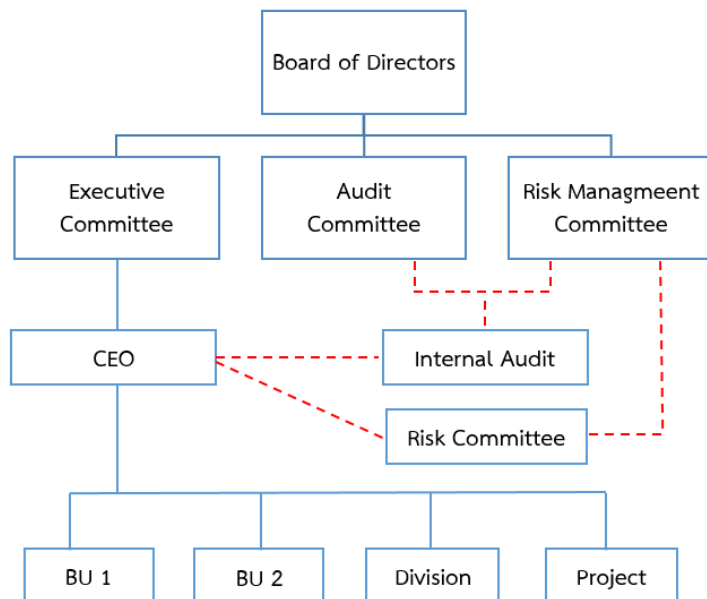 Board of Directors
Executive
Committee
Audit
Committee
Risk Managmeent
Committee
CEO
Internal Audit
Risk Committee
BU 1
BU 2
Division
Project